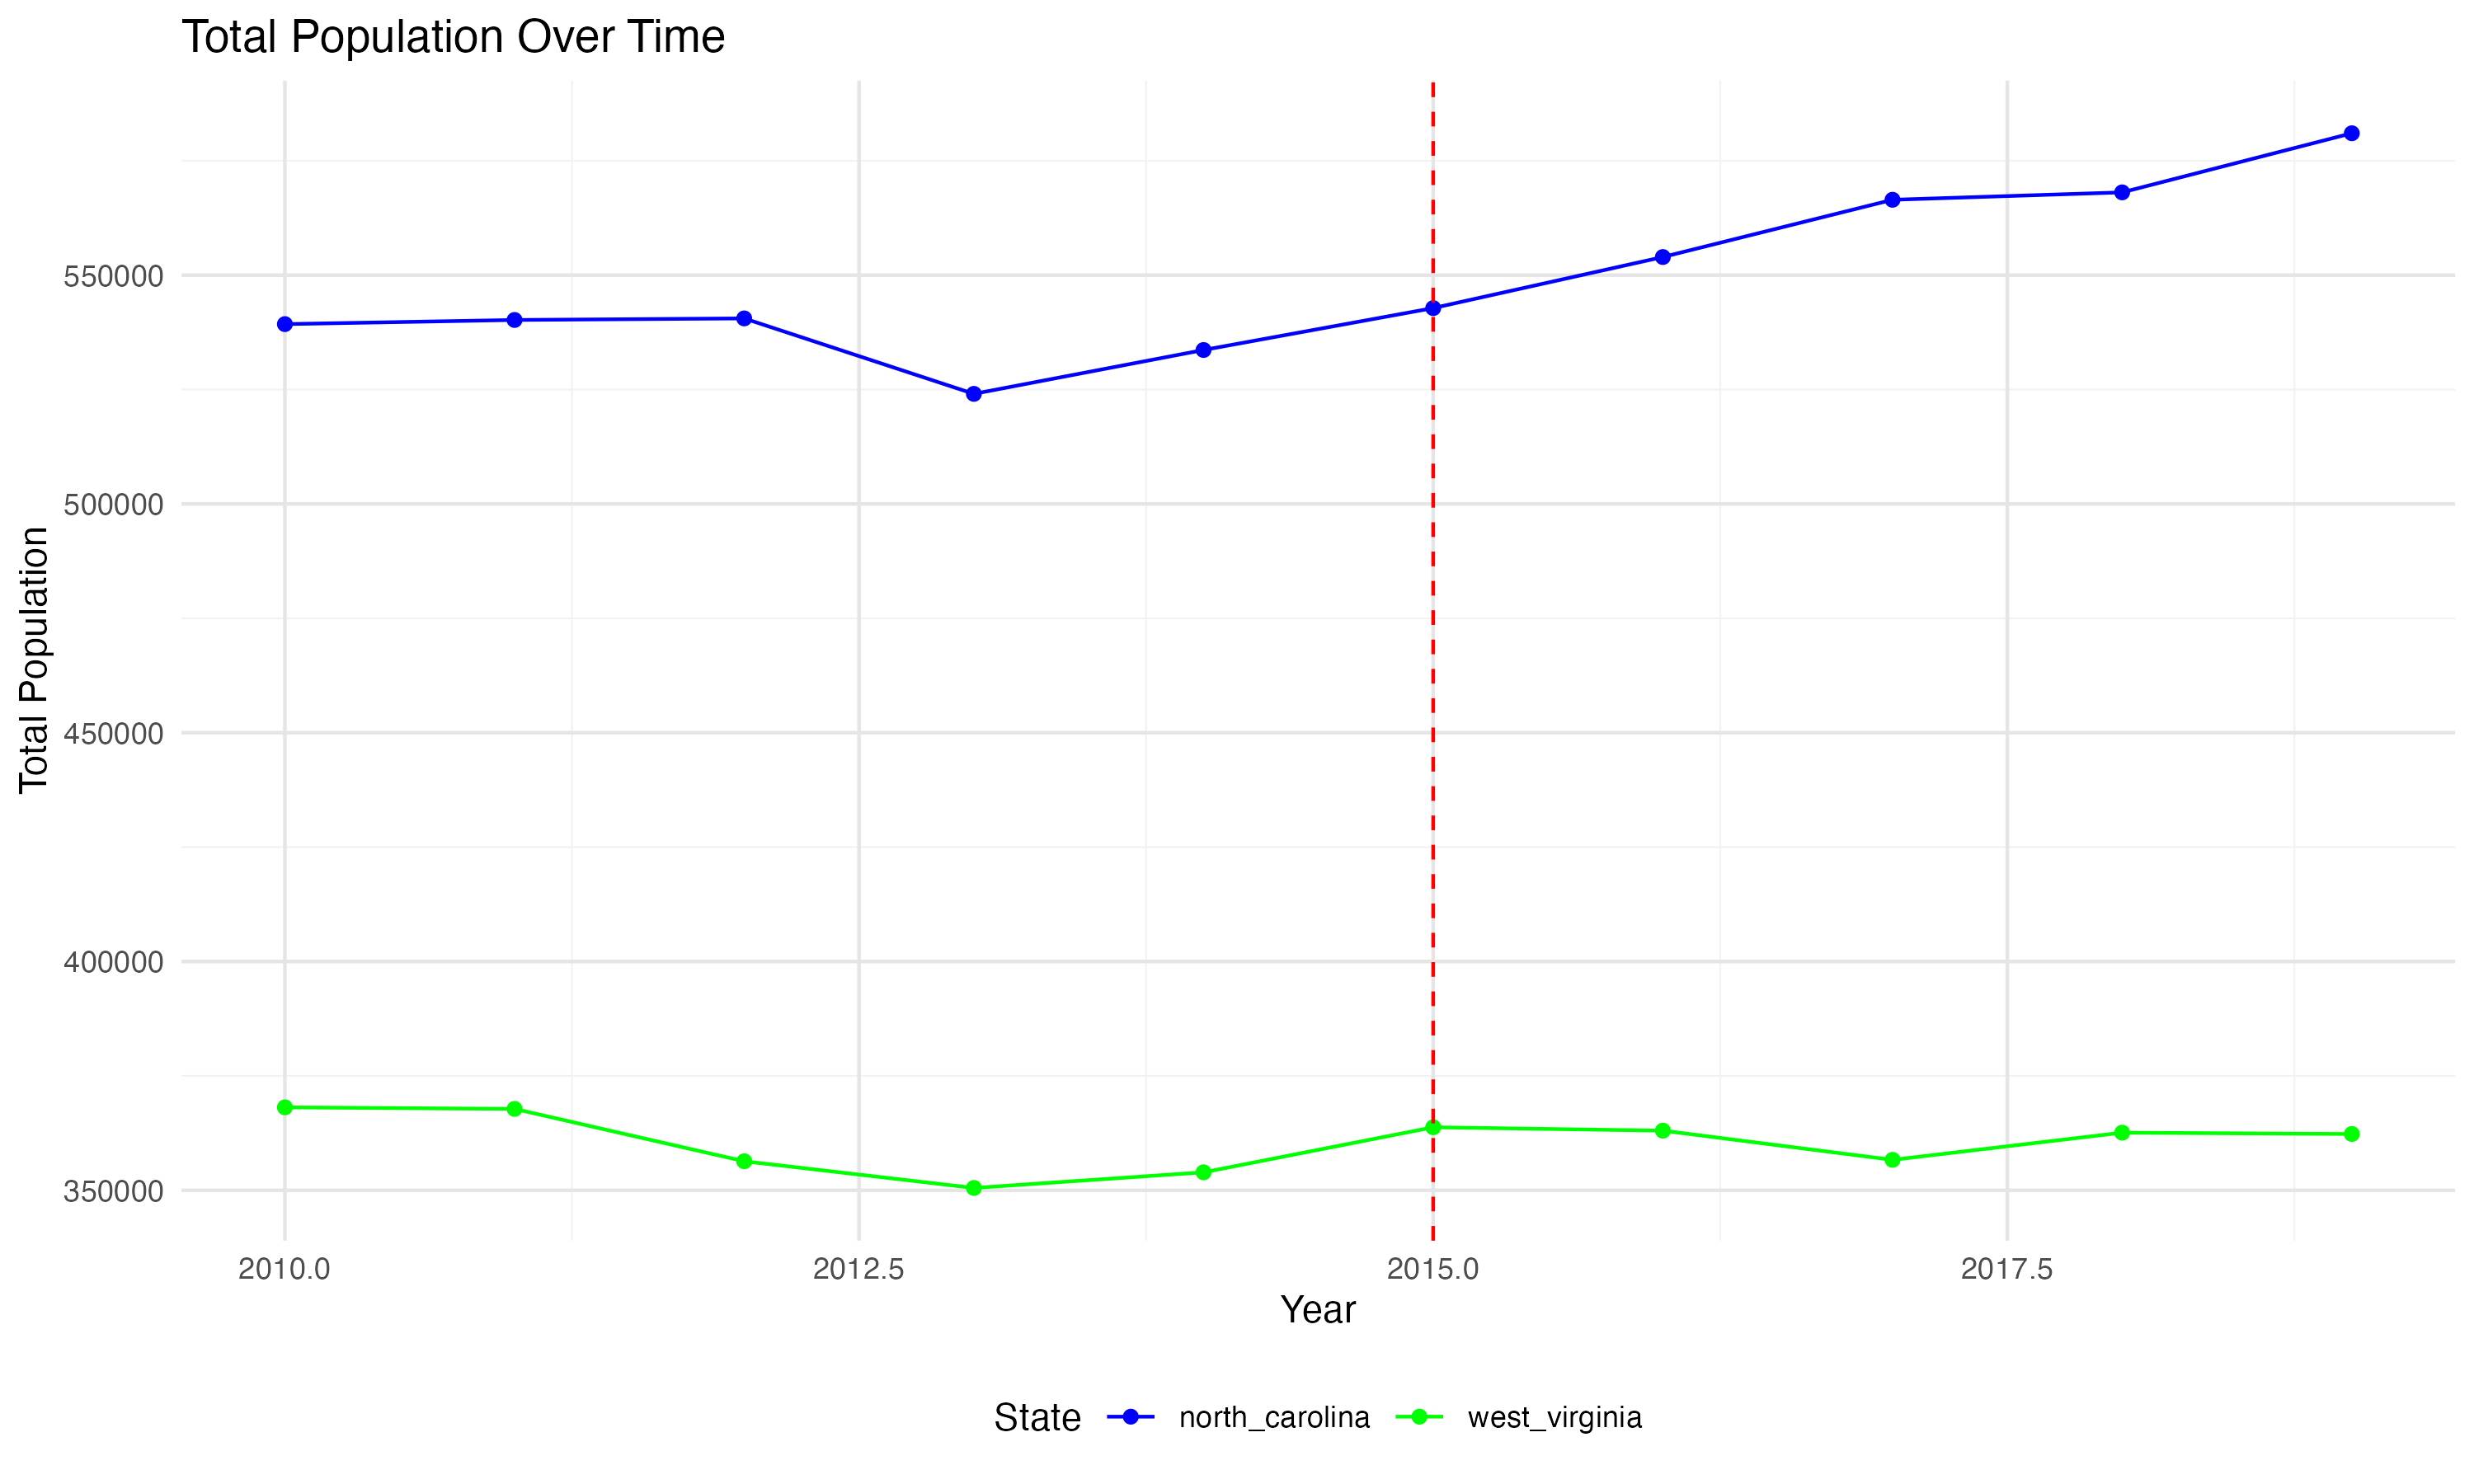 Total Population Over Time
Total Population
550000
500000
450000
400000
350000
2010.0 2012.5 2015.0 2017.5
Year
State north_carolina west_virginia